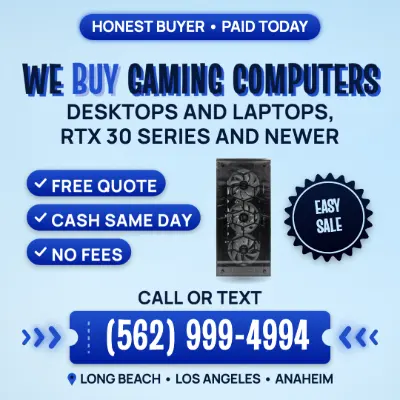 HONEST BUYER • PAID TODAY
WE BUY GAMING COMPUTERS
DESKTOPS AND LAPTOPS,
RTX 30 SERIES AND NEWER
FREE QUOTE
CASH SAME DAY
NO FEES
EASY
SALE
CALL OR TEXT
(562) 999-4994
LONG BEACH • LOS ANGELES • ANAHEIM